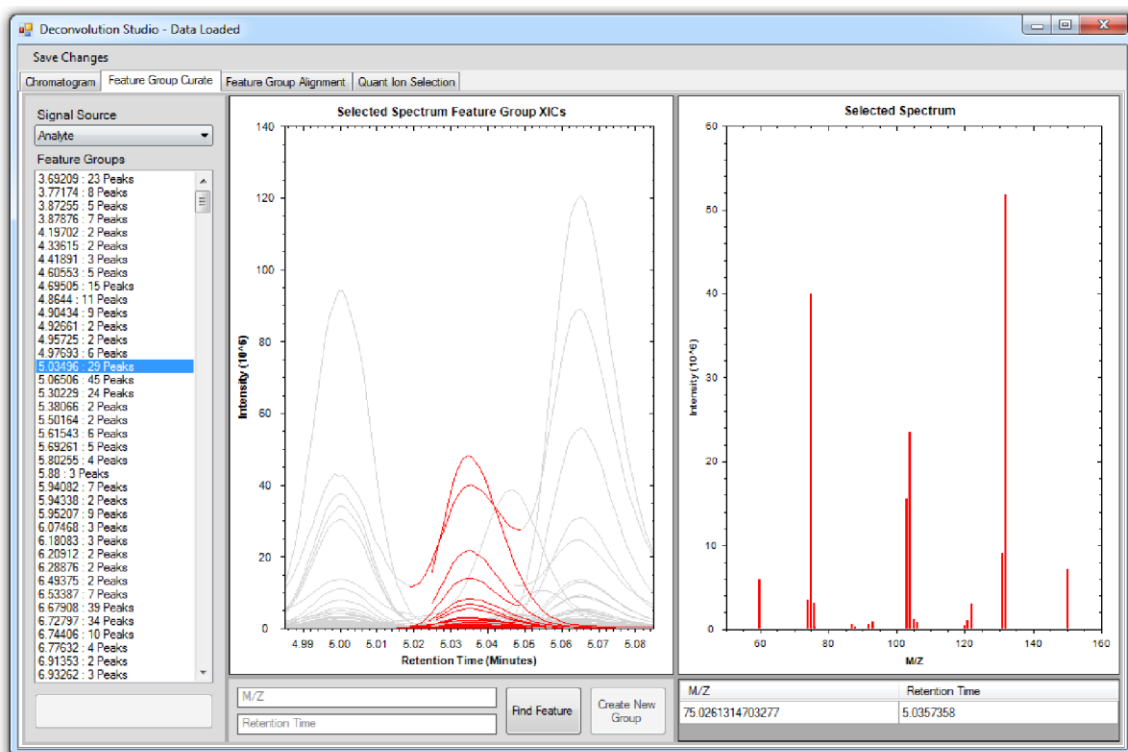 Deconvolution Studio - Data Loaded
Save Changes
Chromatogram
Feature Group Curate
Feature Group Alignment
Quant Ion Selection
Signal Source
Analyte
Feature Groups
3.69209 : 23 Peaks
3.77174 : 8 Peaks
3.87255 : 5 Peaks
3.87876 : 7 Peaks
4.19702 : 2 Peaks
4.33615 : 2 Peaks
4.41891 : 3 Peaks
4.60553 : 5 Peaks
4.69505 : 15 Peaks
4.8644 : 11 Peaks
4.90434 : 9 Peaks
4.92661 : 2 Peaks
4.95725 : 2 Peaks
4.97693 : 6 Peaks
5.03496 : 29 Peaks
5.06506 : 45 Peaks
5.30229 : 24 Peaks
5.38066 : 2 Peaks
5.50164 : 2 Peaks
5.61543 : 6 Peaks
5.69261 : 5 Peaks
5.80255 : 4 Peaks
5.88 : 3 Peaks
5.94082 : 7 Peaks
5.94338 : 2 Peaks
5.95207 : 9 Peaks
6.07468 : 3 Peaks
6.18083 : 3 Peaks
6.20912 : 2 Peaks
6.28876 : 2 Peaks
6.49375 : 2 Peaks
6.53387 : 7 Peaks
6.67908 : 39 Peaks
6.72797 : 34 Peaks
6.74406 : 10 Peaks
6.77632 : 4 Peaks
6.91353 : 2 Peaks
6.93262 : 3 Peaks
Selected Spectrum Feature Group XICs
140
120
100
80
60
40
20
0
Intensity (10^6)
4.98 4.99 5.00 5.01 5.02 5.03 5.04 5.05 5.06 5.07 5.08
Retention Time (Minutes)
M/Z
Retention Time
Find Feature
Create New
Group
Selected Spectrum
60
50
40
30
20
10
0
Intensity (10^6)
60 80 100 120 140 160
M/Z
M/Z Retention Time
75.0261314703277 5.0357358